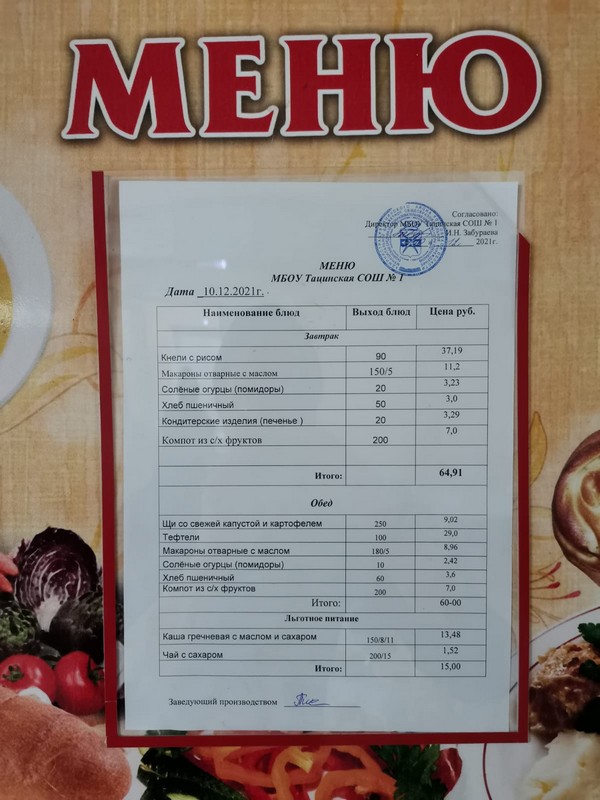 МЕНЮ
Согласовано:
Директор МБОУ Тацинская СОШ № 1
И.Н. Забураева
2021г.
МЕНЮ
МБОУ Тацинская СОШ № 1
Дата _10.12.2021г.
Наименование блюд Выход блюд Цена руб.
Завтрак
Кнели с рисом 90 37,19
Макароны отварные с маслом 150/5 11,2
Солёные огурцы (помидоры) 20 3,23
Хлеб пшеничный 50 3,0
Кондитерские изделия (печенье ) 20 3,29
Компот из с/х фруктов 200 7,0
Итого: 64,91
Обед
Щи со свежей капустой и картофелем 250 9,02
Тефтели 100 29,0
Макароны отварные с маслом 180/5 8,96
Солёные огурцы (помидоры) 10 2,42
Хлеб пшеничный 60 3,6
Компот из с/х фруктов 200 7,0
Итого: 60-00
Льготное питание
Каша гречневая с маслом и сахаром 150/8/11 13,48
Чай с сахаром 200/15 1,52
Итого: 15,00
Заведующий производством